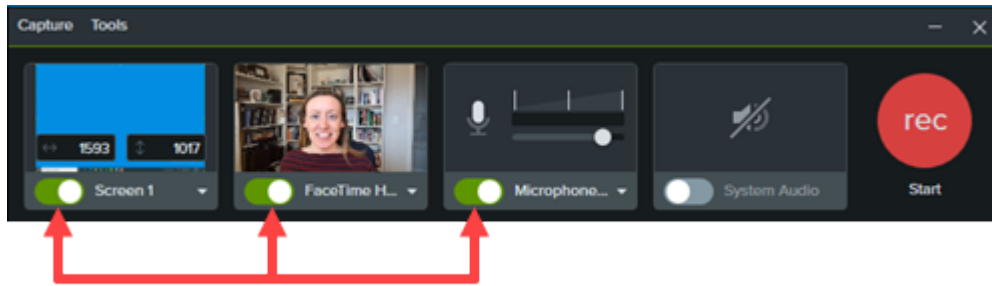 Capture Tools
1593 1017
rec
Screen 1
FaceTime H...
Microphone...
System Audio
Start